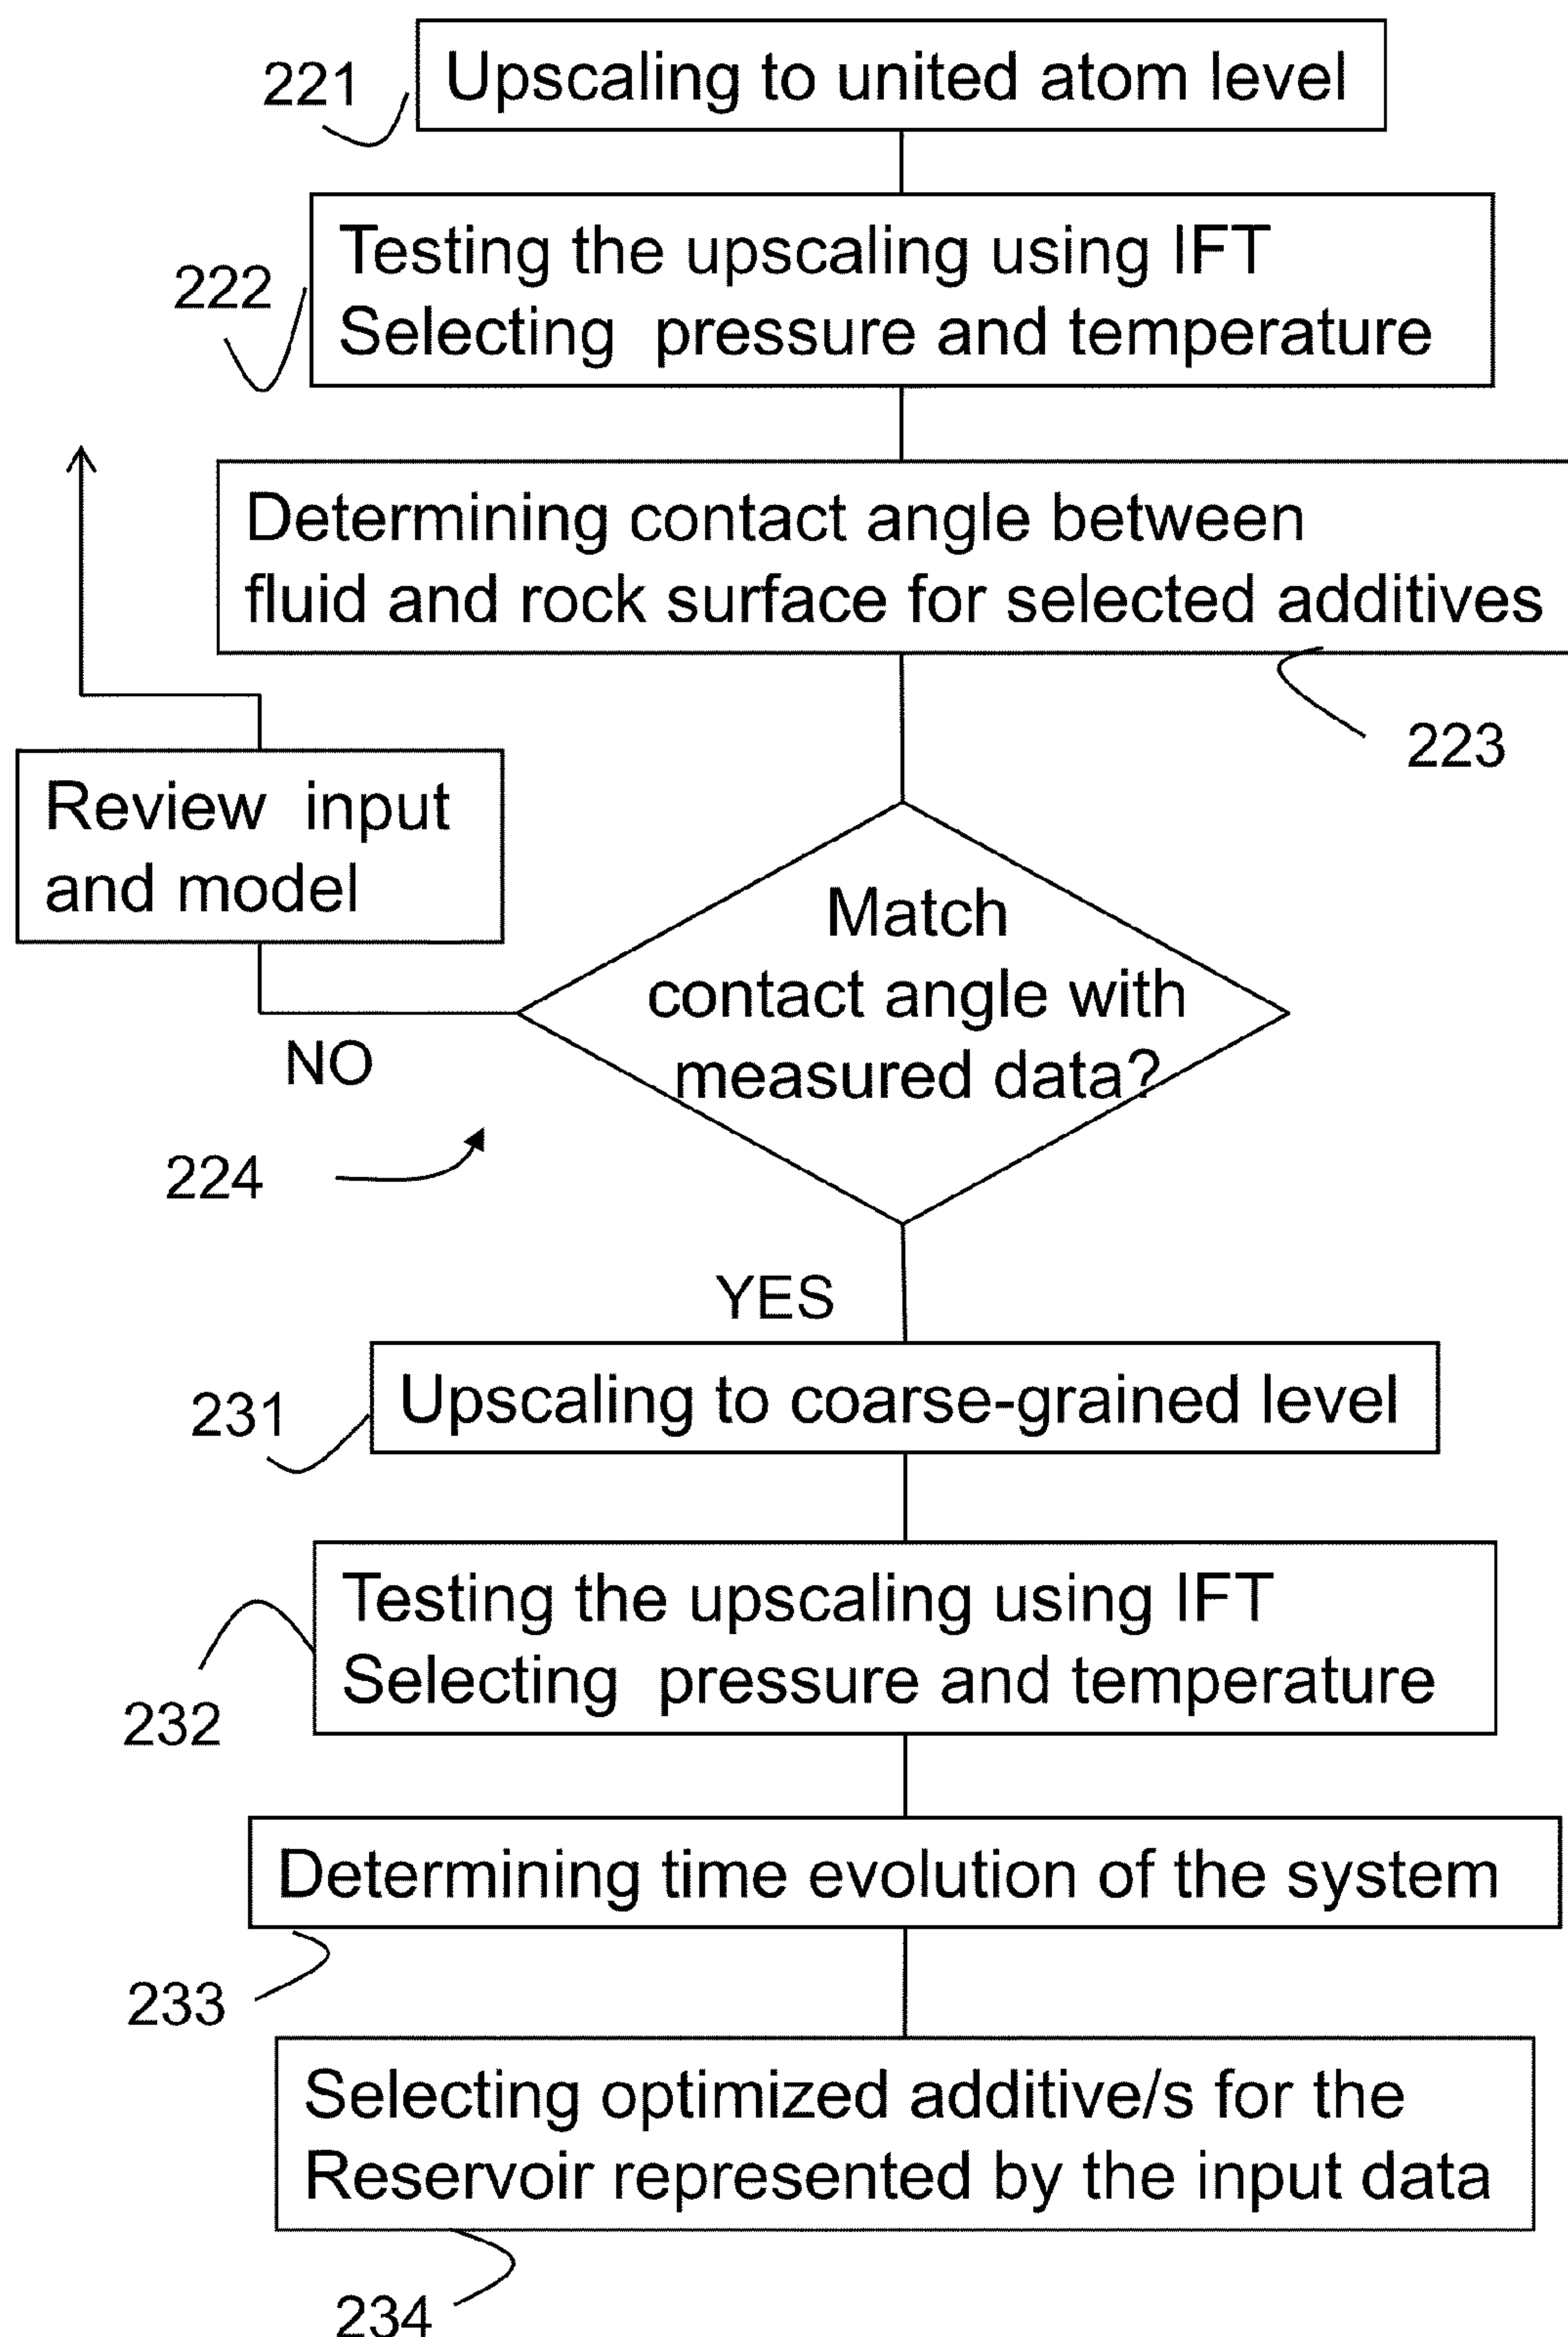 221
Upscaling to united atom level
222
Testing the upscaling using IFT
Selecting pressure and temperature
Determining contact angle between
fluid and rock surface for selected additives
223
Review input
and model
Match
contact angle with
measured data?
NO
224
YES
231
Upscaling to coarse-grained level
232
Testing the upscaling using IFT
Selecting pressure and temperature
Determining time evolution of the system
233
Selecting optimized additive/s for the
Reservoir represented by the input data
234